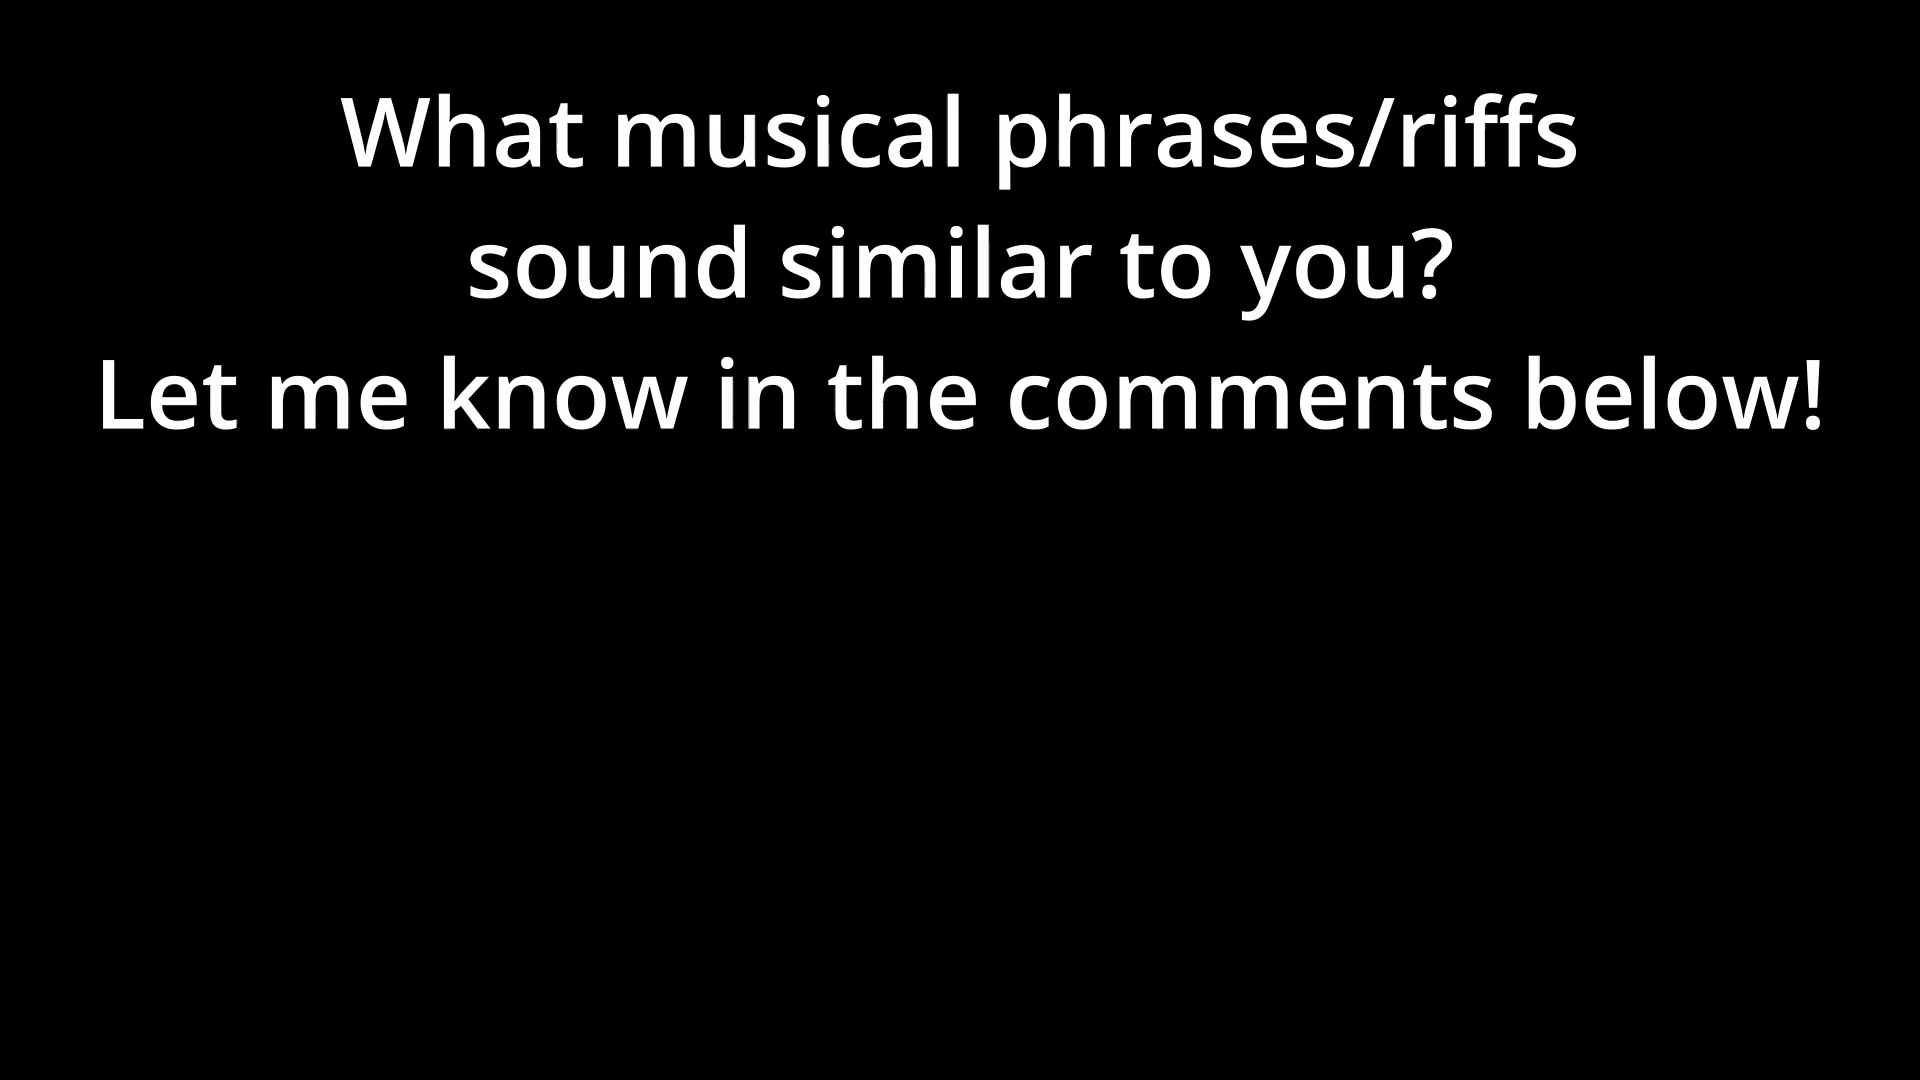 What musical phrases/riffs
sound similar to you?
Let me know in the comments below!